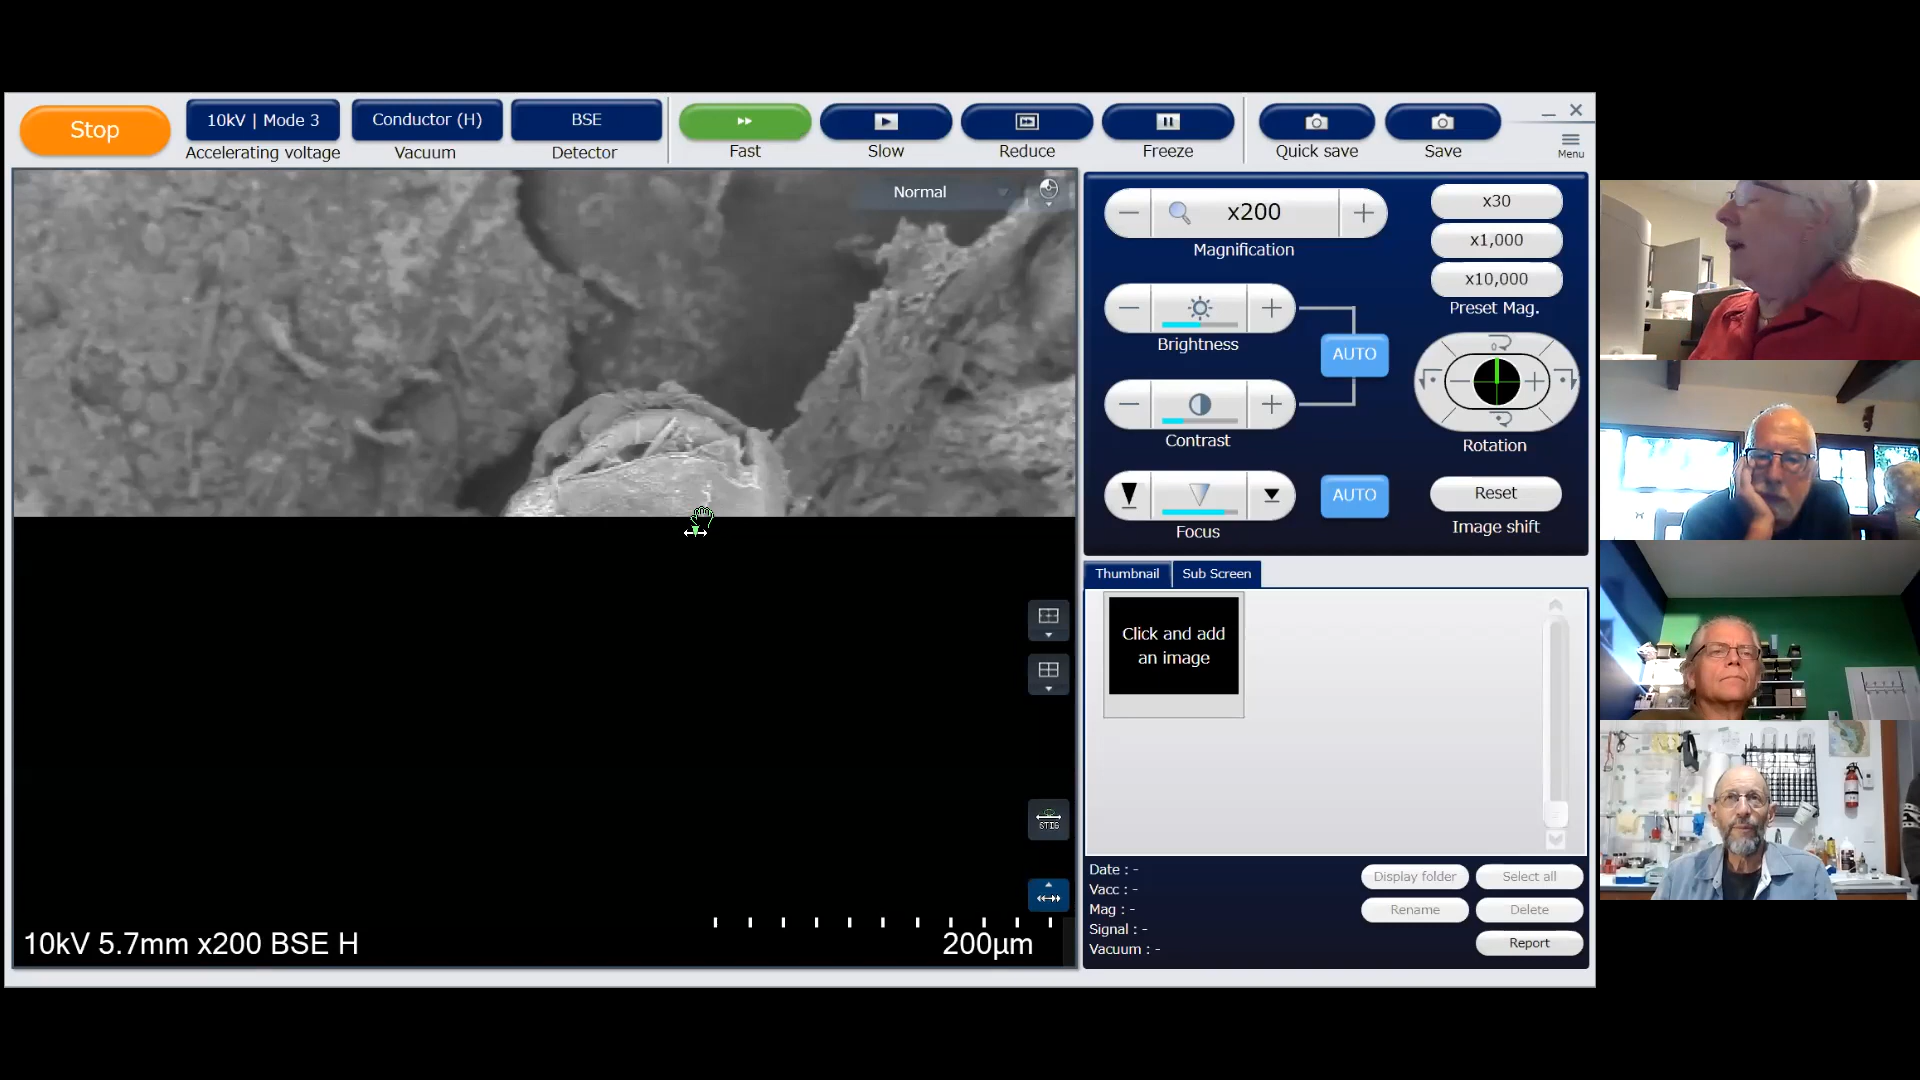 Stop
10kV | Mode 3
Accelerating voltage
Conductor (H)
Vacuum
BSE
Detector
Fast
Slow
Reduce
Freeze
Quick save
Save
Menu
Normal
x200
Magnification
x30
x1,000
x10,000
Preset Mag.
Brightness
AUTO
Contrast
Rotation
Focus
AUTO
Reset
Image shift
Thumbnail
Sub Screen
Click and add
an image
STIG
10kV 5.7mm x200 BSE H
200µm
Date : -
Vacc : -
Mag : -
Signal : -
Vacuum : -
Display folder
Select all
Rename
Delete
Report